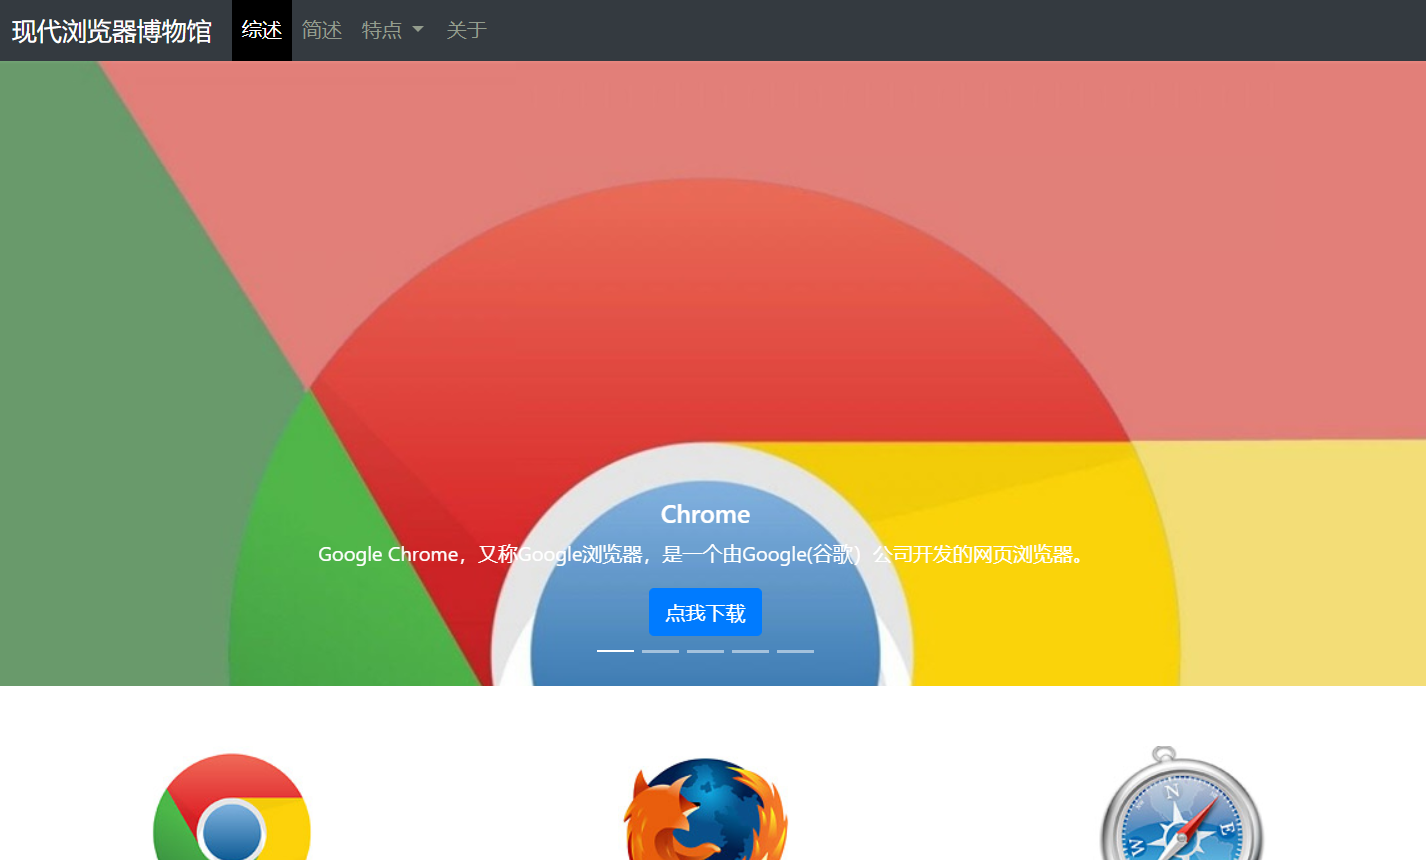 现代浏览器博物馆 综述 简述 特点 关于
Chrome
Google Chrome，又称Google浏览器，是一个由Google(谷歌）公司开发的网页浏览器。
点我下载
N
E
W